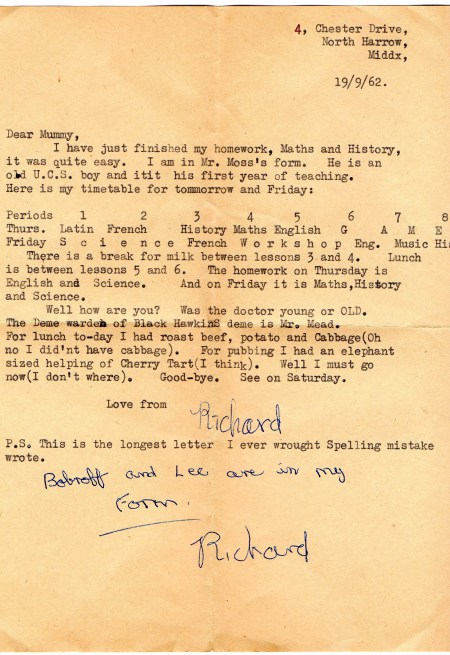 4, Chester Drive,
North Harrow,
Middx,
19/9/62.
Dear Mummy,
I have just finished my homework, Maths and History,
it was quite easy. I am in Mr. Moss's form. He is an
old U.C.S. boy and itit his first year of teaching.
Here is my timetable for tommorrow and Friday:
Periods 1 2 3 4 5 6 7 8
Thurs. Latin French History Maths English G A M E
Friday S c i e n c e French W o r k s h o p Eng. Music His
There is a break for milk between lessons 3 and 4. Lunch
is between lessons 5 and 6. The homework on Thursday is
English and Science. And on Friday it is Maths,History
and Science.
Well how are you? Was the doctor young or OLD.
The Deme warden of Black HawkinS deme is Mr. Mead.
For lunch to-day I had roast beef, potato and Cabbage(Oh
no I did'nt have cabbage). For pubbing I had an elephant
sized helping of Cherry Tart(I think). Well I must go
now(I don't where). Good-bye. See on Saturday.
Love from
Richard
P.S. This is the longest letter I ever wrought Spelling mistake
wrote.
Bobroff and Lee are in my
Form.
Richard